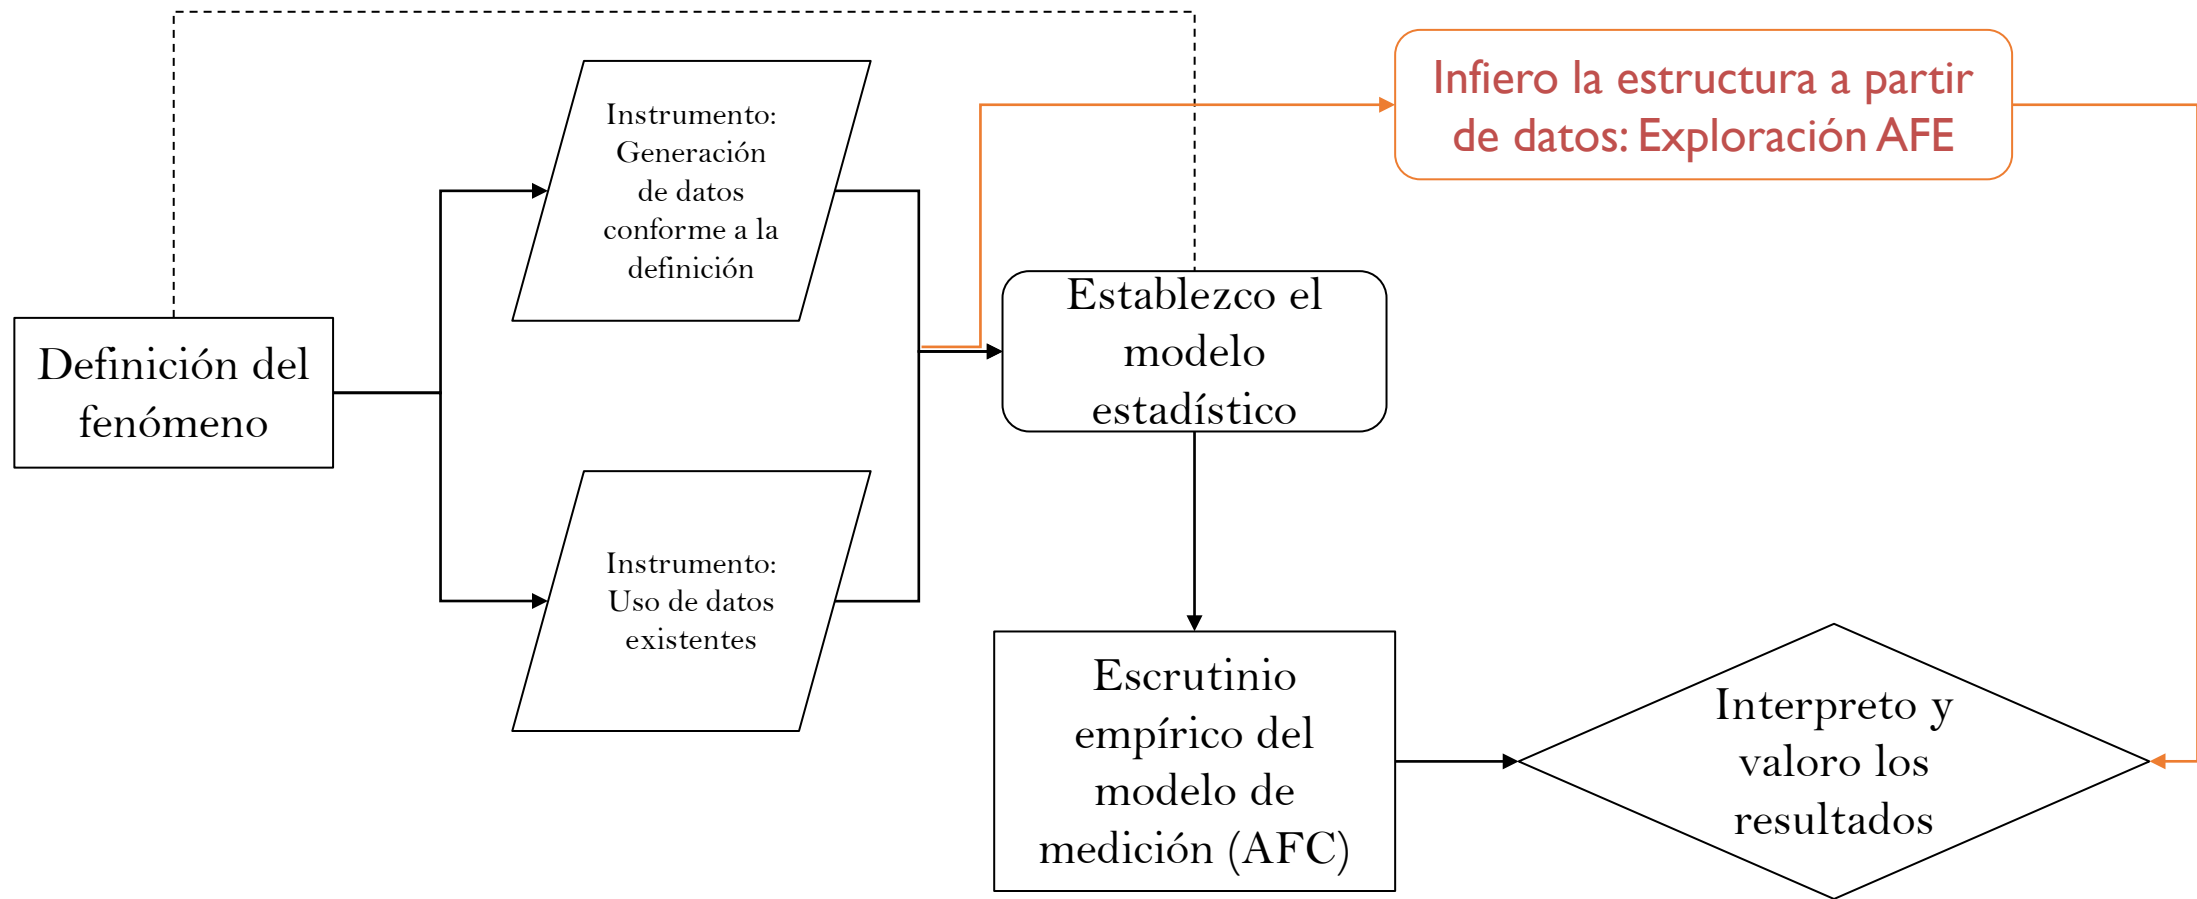 Definición del
fenómeno
Instrumento:
Generación
de datos
conforme a la
definición
Instrumento:
Uso de datos
existentes
Establezco el
modelo
estadístico
Infiero la estructura a partir
de datos: Exploración AFE
Escrutinio
empírico del
modelo de
medición (AFC)
Interpreto y
valoro los
resultados